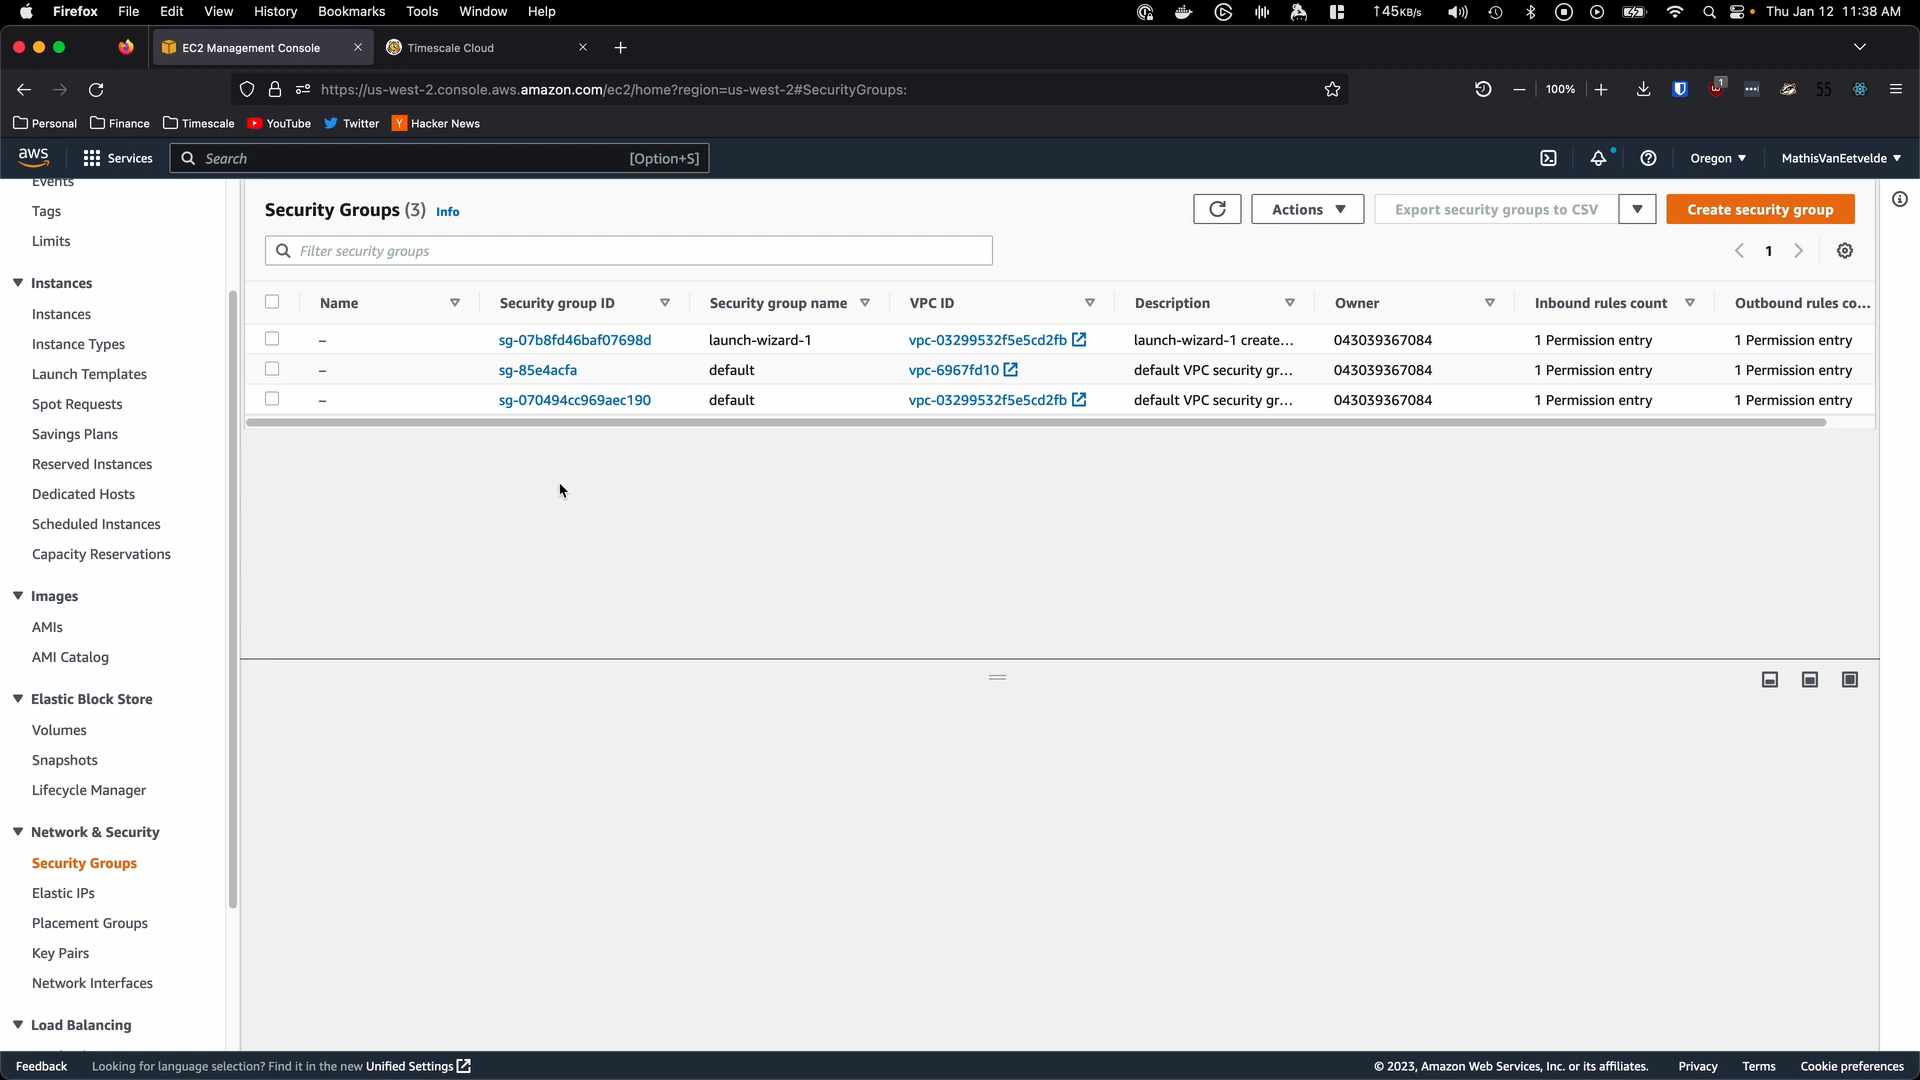 Firefox File Edit View History Bookmarks Tools Window Help
↑45KB/s
Thu Jan 12 11:38 AM
EC2 Management Console
Timescale Cloud
https://us-west-2.console.aws.amazon.com/ec2/home?region=us-west-2#SecurityGroups:
100%
1
55
Personal Finance Timescale YouTube Twitter Hacker News
aws Services Search [Option+S] Oregon MathisVanEetvelde
Events
Tags
Limits
Instances
Instances
Instance Types
Launch Templates
Spot Requests
Savings Plans
Reserved Instances
Dedicated Hosts
Scheduled Instances
Capacity Reservations
Images
AMIs
AMI Catalog
Elastic Block Store
Volumes
Snapshots
Lifecycle Manager
Network & Security
Security Groups
Elastic IPs
Placement Groups
Key Pairs
Network Interfaces
Load Balancing
Security Groups (3) Info
Actions
Export security groups to CSV
Create security group
Filter security groups
1
Name Security group ID Security group name VPC ID Description Owner Inbound rules count Outbound rules co...
– sg-07b8fd46baf07698d launch-wizard-1 vpc-03299532f5e5cd2fb launch-wizard-1 create... 043039367084 1 Permission entry 1 Permission entry
– sg-85e4acfa default vpc-6967fd10 default VPC security gr... 043039367084 1 Permission entry 1 Permission entry
– sg-070494cc969aec190 default vpc-03299532f5e5cd2fb default VPC security gr... 043039367084 1 Permission entry 1 Permission entry
Feedback Looking for language selection? Find it in the new Unified Settings © 2023, Amazon Web Services, Inc. or its affiliates. Privacy Terms Cookie preferences